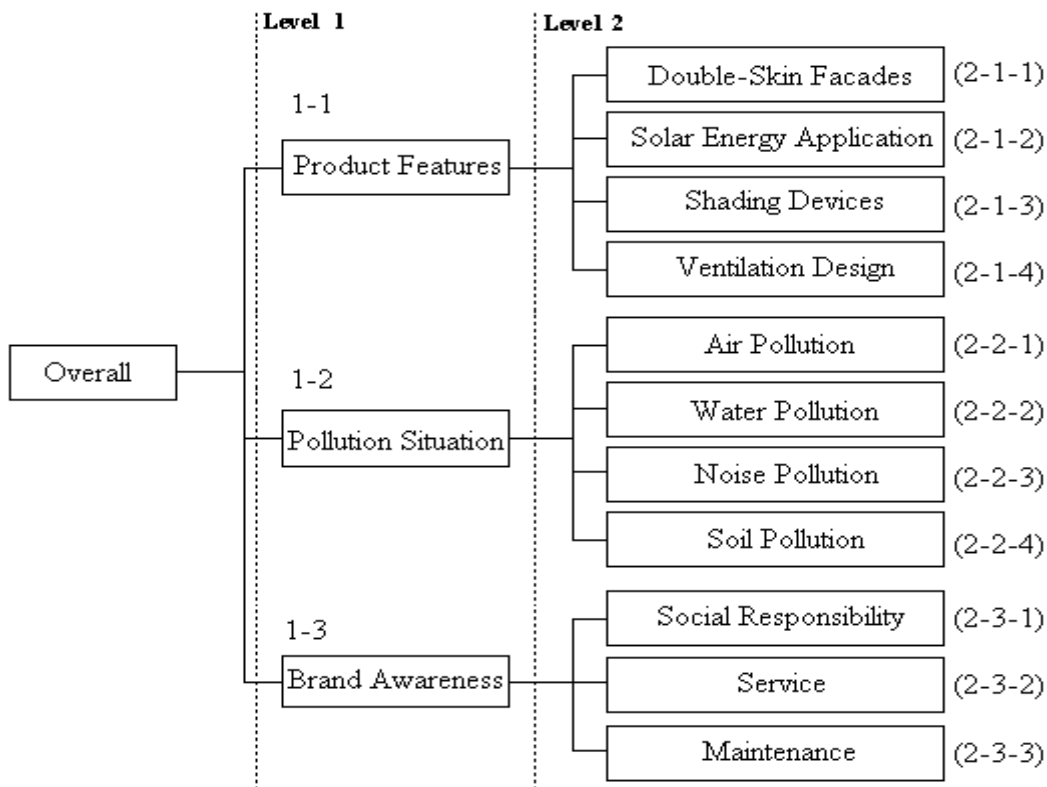 Level 1
Level 2
Double-Skin Facades (2-1-1)
1-1
Solar Energy Application (2-1-2)
Product Features
Shading Devices (2-1-3)
Ventilation Design (2-1-4)
Air Pollution (2-2-1)
Overall
1-2
Water Pollution (2-2-2)
Pollution Situation
Noise Pollution (2-2-3)
Soil Pollution (2-2-4)
Social Responsibility (2-3-1)
1-3
Brand Awareness
Service (2-3-2)
Maintenance (2-3-3)